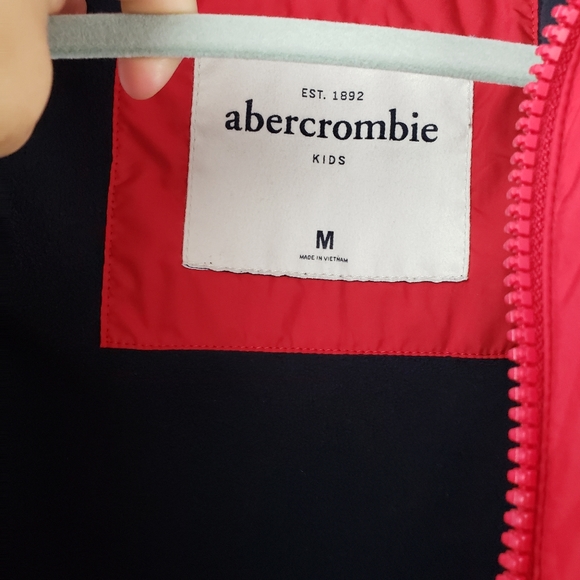 EST. 1892
abercrombie
KIDS
M
MADE IN VIETNAM